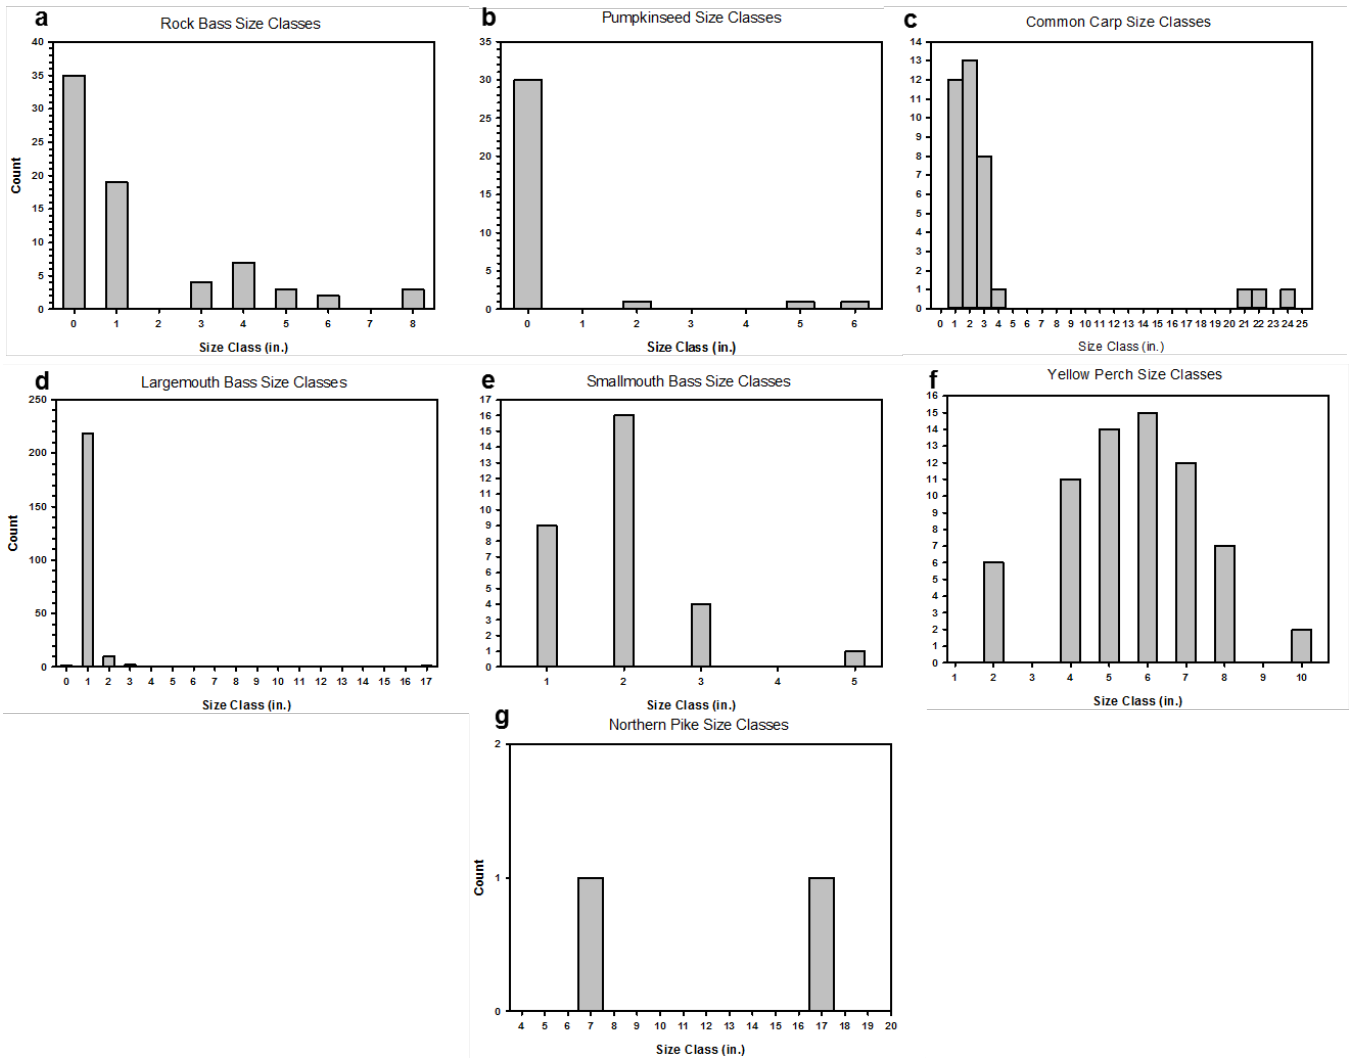 a
Rock Bass Size Classes
40
35
30
25
20
15
10
5
0
Count
0 1 2 3 4 5 6 7 8
Size Class (in.)
b
Pumpkinseed Size Classes
35
30
25
20
15
10
5
0
0 1 2 3 4 5 6
Size Class (in.)
c
Common Carp Size Classes
14
13
12
11
10
9
8
7
6
5
4
3
2
1
0
0 1 2 3 4 5 6 7 8 9 10 11 12 13 14 15 16 17 18 19 20 21 22 23 24 25
Size Class (in.)
d
Largemouth Bass Size Classes
250
200
150
100
50
0
Count
0 1 2 3 4 5 6 7 8 9 10 11 12 13 14 15 16 17
Size Class (in.)
e
Smallmouth Bass Size Classes
17
16
15
14
13
12
11
10
9
8
7
6
5
4
3
2
1
0
1 2 3 4 5
Size Class (in.)
f
Yellow Perch Size Classes
16
15
14
13
12
11
10
9
8
7
6
5
4
3
2
1
0
1 2 3 4 5 6 7 8 9 10
Size Class (in.)
g
Northern Pike Size Classes
2
1
0
Count
4 5 6 7 8 9 10 11 12 13 14 15 16 17 18 19 20
Size Class (in.)